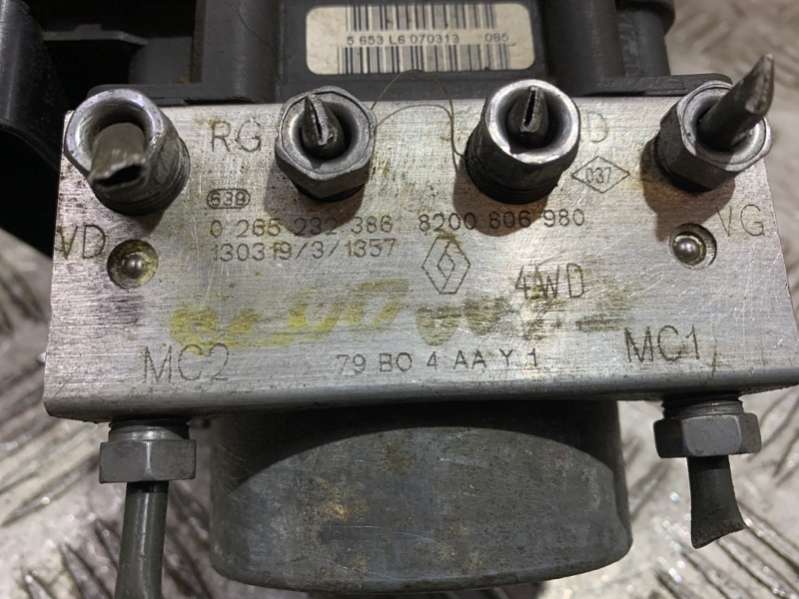 5 653 L6 070313 085
RG D
639 037
0 265 232 386 8200 806 980
VD 130319/3/1357 VG
4WD
MC2 79 BO 4 AA Y 1 MC1